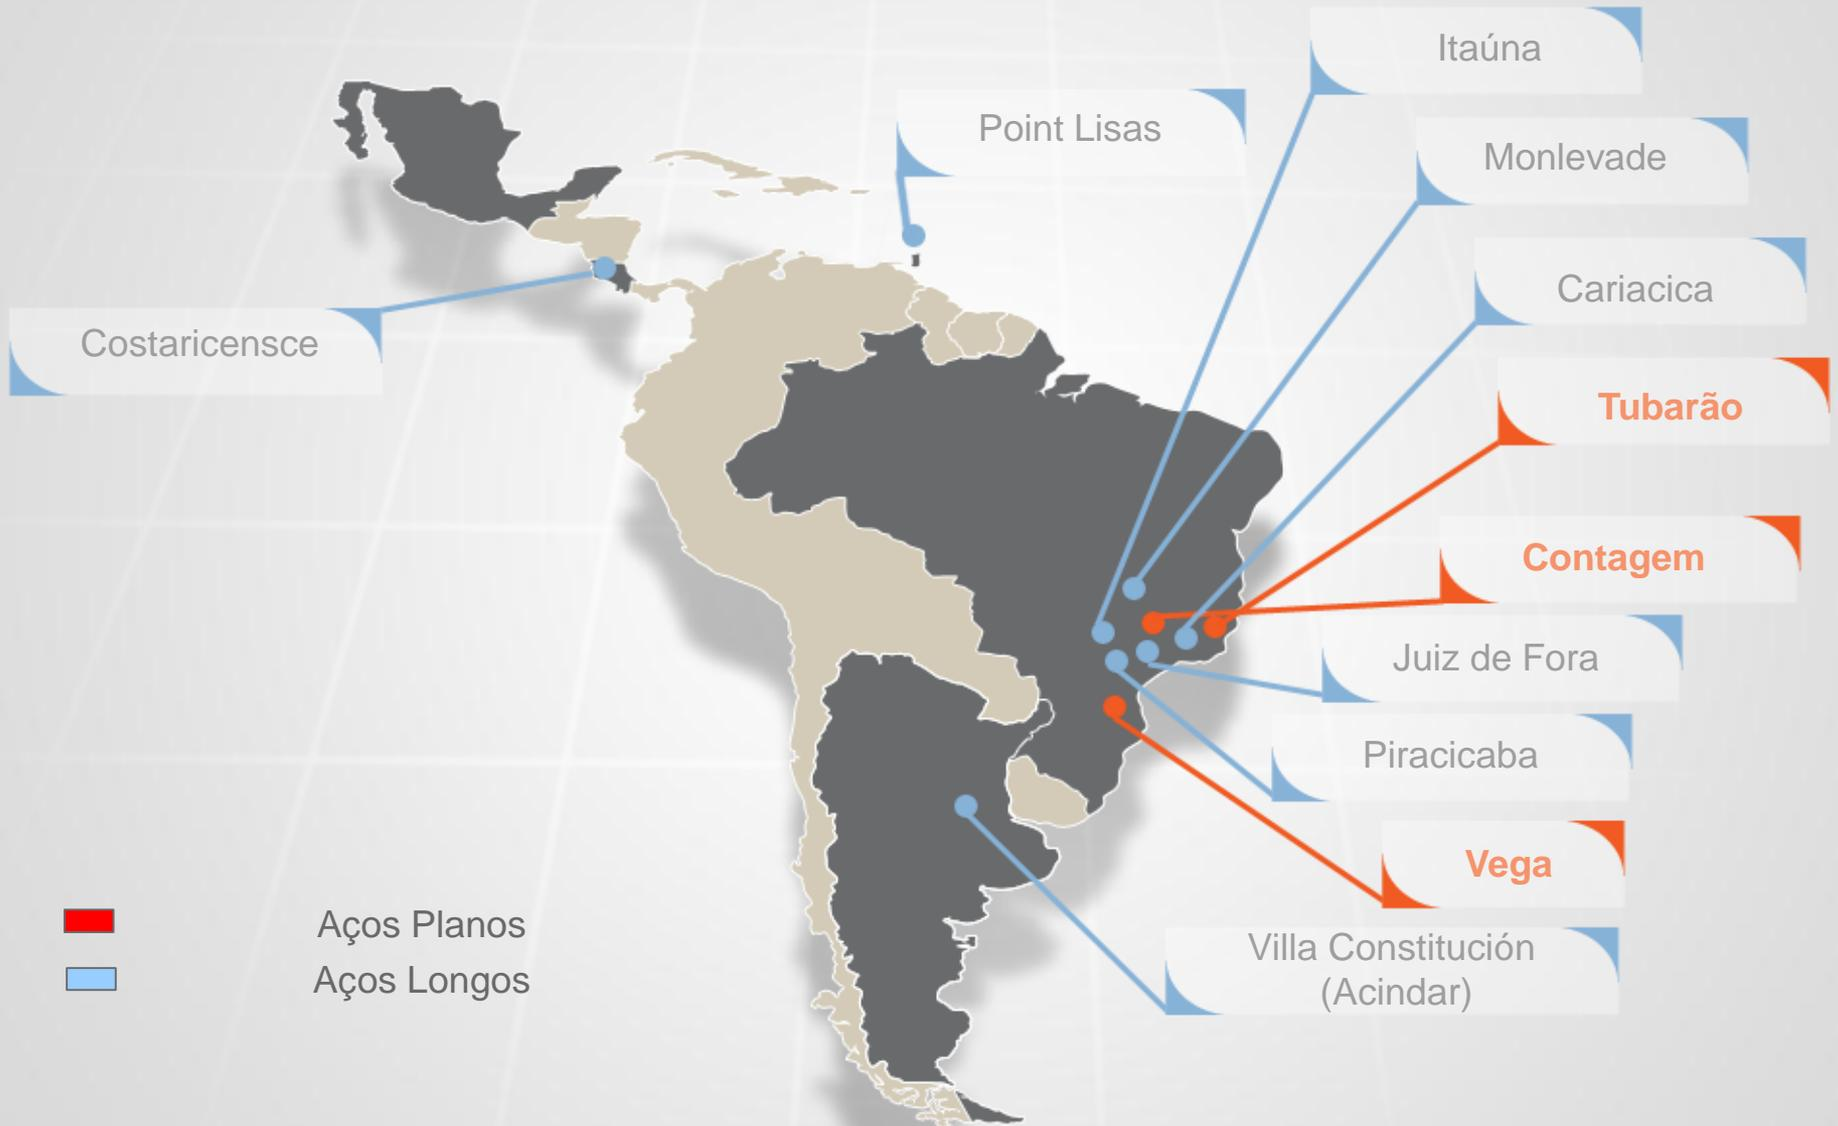 Itaúna
Point Lisas
Monlevade
Cariacica
Costaricensce
Tubarão
Contagem
Juiz de Fora
Piracicaba
Vega
Aços Planos
Villa Constitución
(Acindar)
Aços Longos